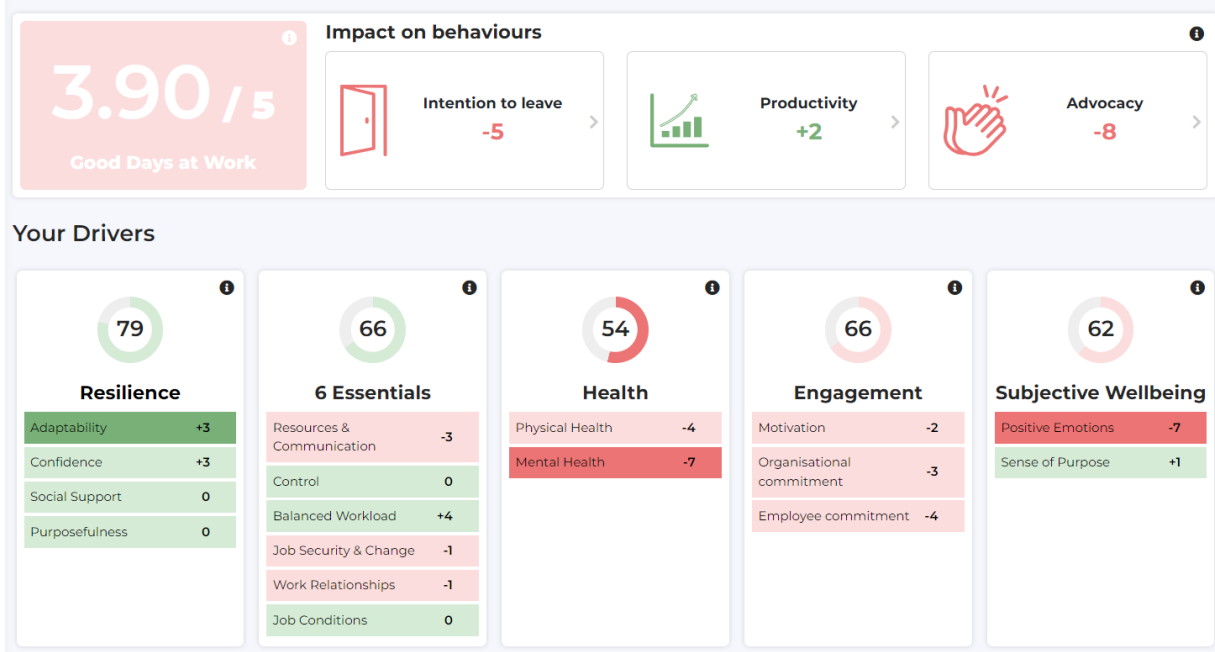 3.90 / 5
Good Days at Work
Impact on behaviours
Intention to leave
-5
Productivity
+2
Advocacy
-8
Your Drivers
79
Resilience
Adaptability +3
Confidence +3
Social Support 0
Purposefulness 0
66
6 Essentials
Resources &
Communication -3
Control 0
Balanced Workload +4
Job Security & Change -1
Work Relationships -1
Job Conditions 0
54
Health
Physical Health -4
Mental Health -7
66
Engagement
Motivation -2
Organisational
commitment -3
Employee commitment -4
62
Subjective Wellbeing
Positive Emotions -7
Sense of Purpose +1